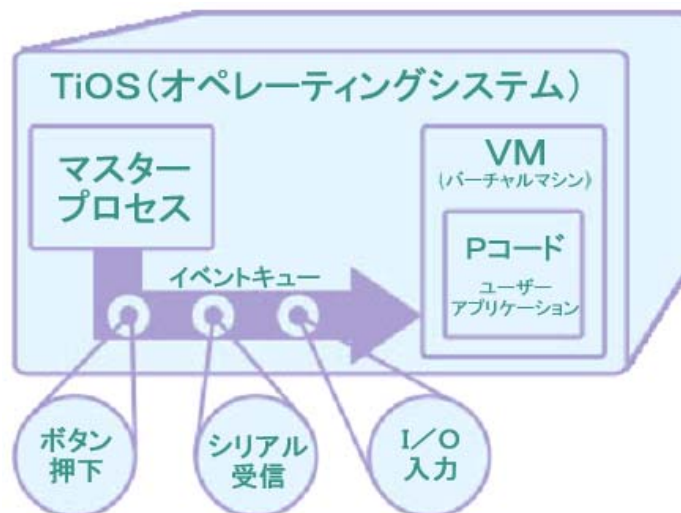 TiOS（オペレーティングシステム）
マスター
プロセス
VM
（バーチャルマシン）
Pコード
ユーザー
アプリケーション
イベントキュー
ボタン
押下
シリアル
受信
I／O
入力